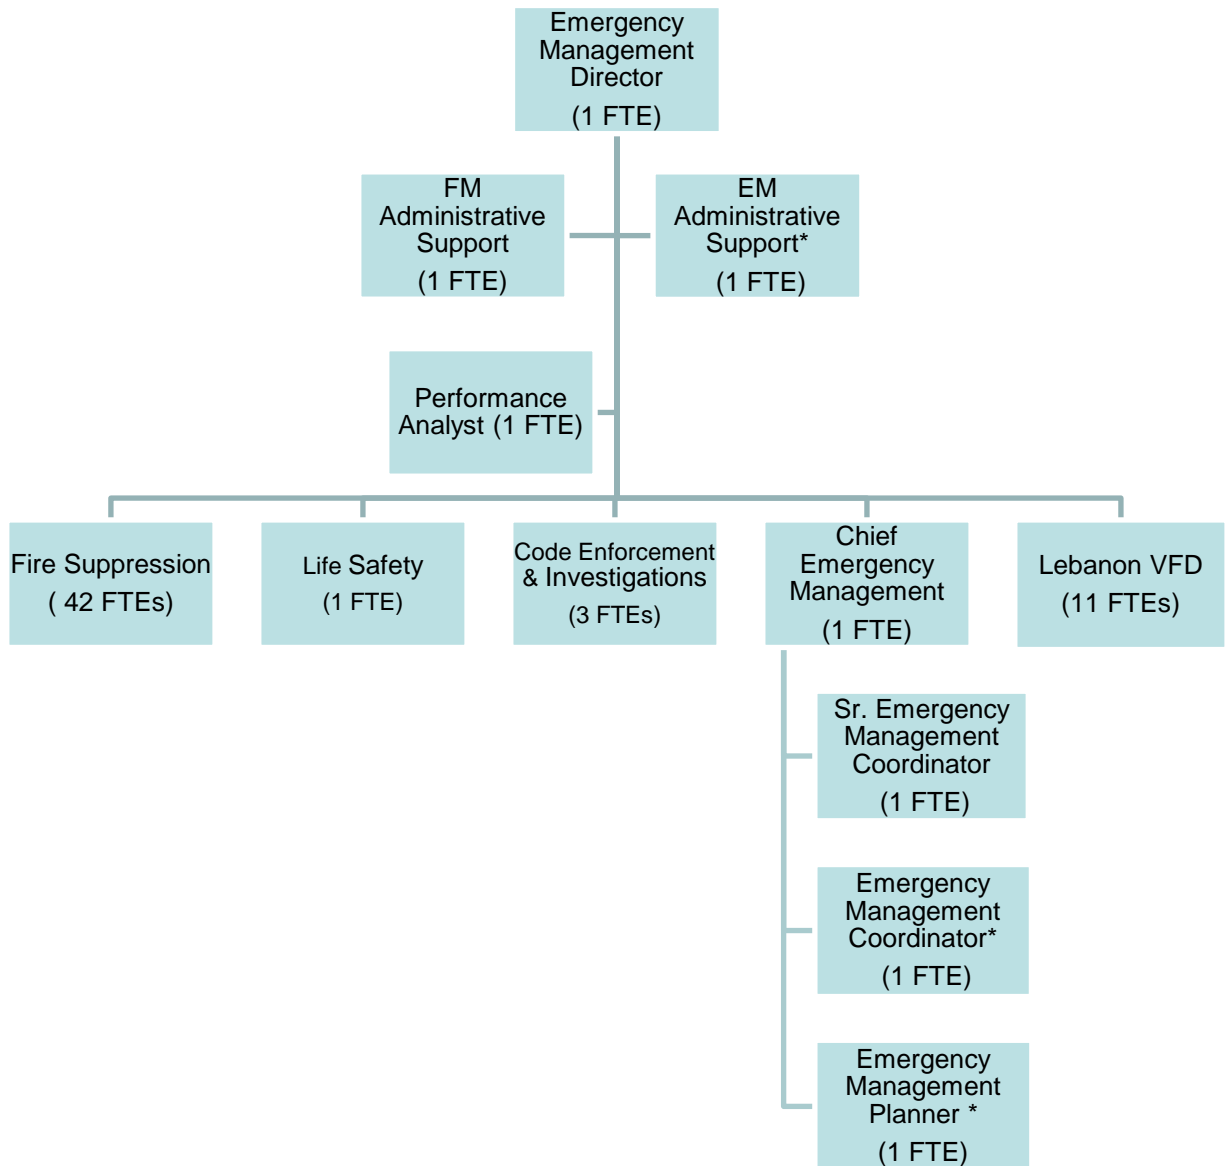 Emergency
Management
Director
(1 FTE)
FM
Administrative
Support
(1 FTE)
EM
Administrative
Support*
(1 FTE)
Performance
Analyst (1 FTE)
Fire Suppression
( 42 FTEs)
Life Safety
(1 FTE)
Code Enforcement
& Investigations
(3 FTEs)
Chief
Emergency
Management
(1 FTE)
Lebanon VFD
(11 FTEs)
Sr. Emergency
Management
Coordinator
(1 FTE)
Emergency
Management
Coordinator*
(1 FTE)
Emergency
Management
Planner *
(1 FTE)